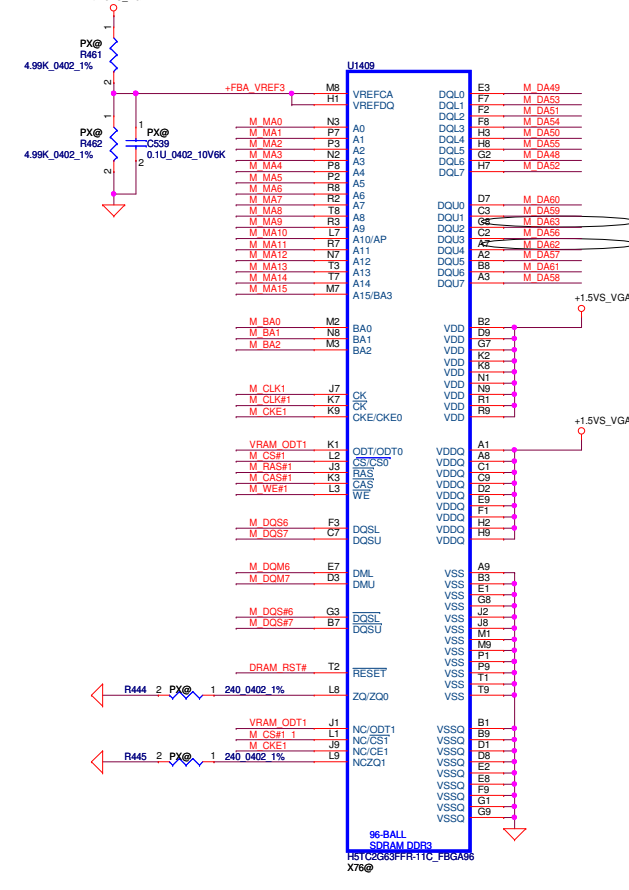 PX@
R461
4.99K_0402_1%
1
2
PX@
R462
4.99K_0402_1%
1
2
PX@
C539
0.1U_0402_10V6K
1
2
+FBA_VREF3
U1409
M8 VREFCA
H1 VREFDQ
M_MA0 N3 A0
M_MA1 P7 A1
M_MA2 P3 A2
M_MA3 N2 A3
M_MA4 P8 A4
M_MA5 P2 A5
M_MA6 R8 A6
M_MA7 R2 A7
M_MA8 T8 A8
M_MA9 R3 A9
M_MA10 L7 A10/AP
M_MA11 R7 A11
M_MA12 N7 A12
M_MA13 T3 A13
M_MA14 T7 A14
M_MA15 M7 A15/BA3
M_BA0 M2 BA0
M_BA1 N8 BA1
M_BA2 M3 BA2
M_CLK1 J7 CK
M_CLK#1 K7 CK
M_CKE1 K9 CKE/CKE0
VRAM_ODT1 K1 ODT/ODT0
M_CS#1 L2 CS/CS0
M_RAS#1 J3 RAS
M_CAS#1 K3 CAS
M_WE#1 L3 WE
M_DQS6 F3 DQSL
M_DQS7 C7 DQSU
M_DQM6 E7 DML
M_DQM7 D3 DMU
M_DQS#6 G3 DQSL
M_DQS#7 B7 DQSU
DRAM_RST# T2 RESET
R444 2 PX@ 1 240_0402_1% L8 ZQ/ZQ0
VRAM_ODT1 J1 NC/ODT1
M_CS#1 1 L1 NC/CS1
M_CKE1 J9 NC/CE1
R445 2 PX@ 1 240_0402_1% L9 NCZQ1
DQL0 E3 M_DA49
DQL1 F7 M_DA53
DQL2 F2 M_DA51
DQL3 F8 M_DA54
DQL4 H3 M_DA50
DQL5 H8 M_DA55
DQL6 G2 M_DA48
DQL7 H7 M_DA52
DQU0 D7 M_DA60
DQU1 C3 M_DA59
DQU2 C8 M_DA63
DQU3 C2 M_DA56
DQU4 A7 M_DA62
DQU5 A2 M_DA57
DQU6 B8 M_DA61
DQU7 A3 M_DA58
+1.5VS_VGA
VDD B2
VDD D9
VDD G7
VDD K2
VDD K8
VDD N1
VDD N9
VDD R1
VDD R9
+1.5VS_VGA
VDDQ A1
VDDQ A8
VDDQ C1
VDDQ C9
VDDQ D2
VDDQ E9
VDDQ F1
VDDQ H2
VDDQ H9
VSS A9
VSS B3
VSS E1
VSS G8
VSS J2
VSS J8
VSS M1
VSS M9
VSS P1
VSS P9
VSS T1
VSS T9
VSSQ B1
VSSQ B9
VSSQ D1
VSSQ D8
VSSQ E2
VSSQ E8
VSSQ F9
VSSQ G1
VSSQ G9
96-BALL
SDRAM DDR3
H5TC2G63FFR-11C_FBGA96
X76@